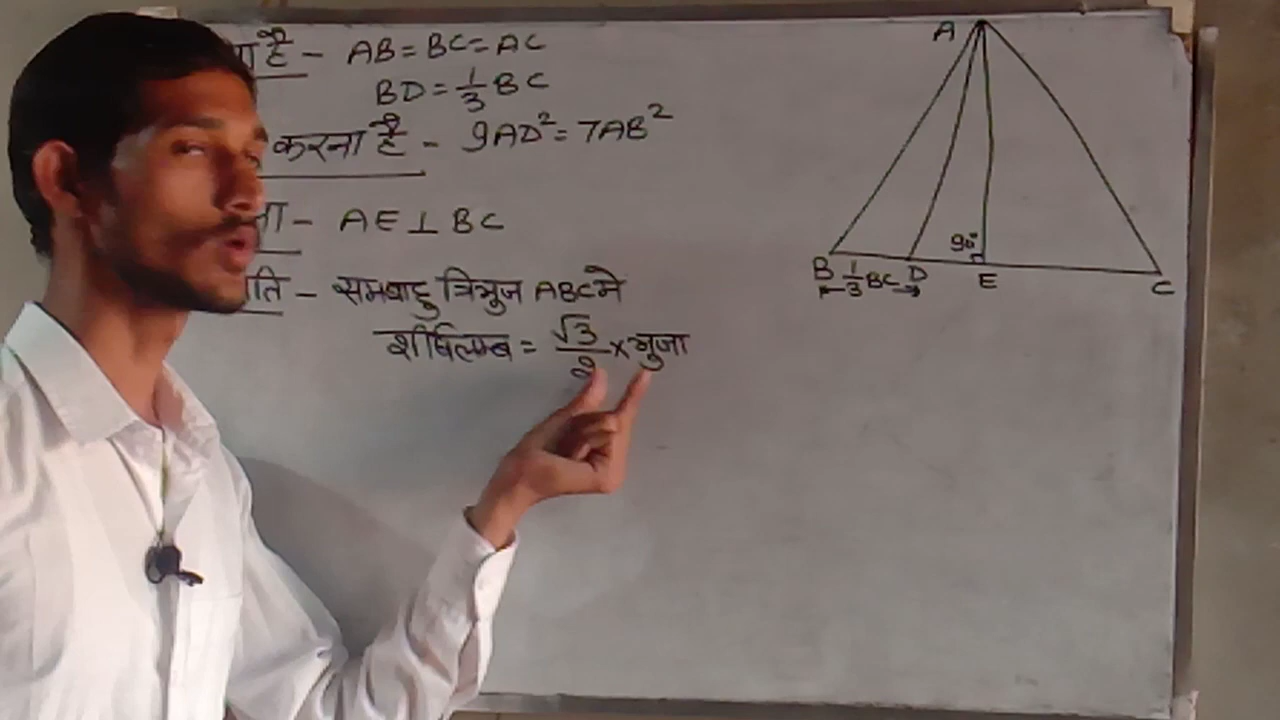 है - AB = BC = AC
BD = 1/3 BC
करना है - 9AD² = 7AB²
- AE ⊥ BC
- समबाहु त्रिभुज ABC में
शीर्षलम्ब = √3/2 × भुजा
A
90°
B 1/3 BC D E C